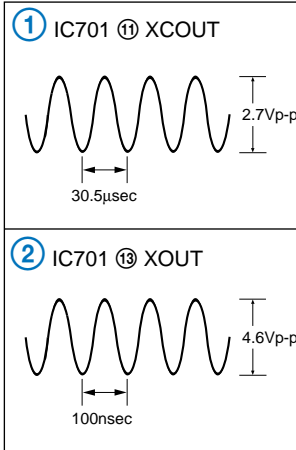 ① IC701 ⑪ XCOUT
2.7Vp-p
30.5µsec
② IC701 ⑬ XOUT
4.6Vp-p
100nsec